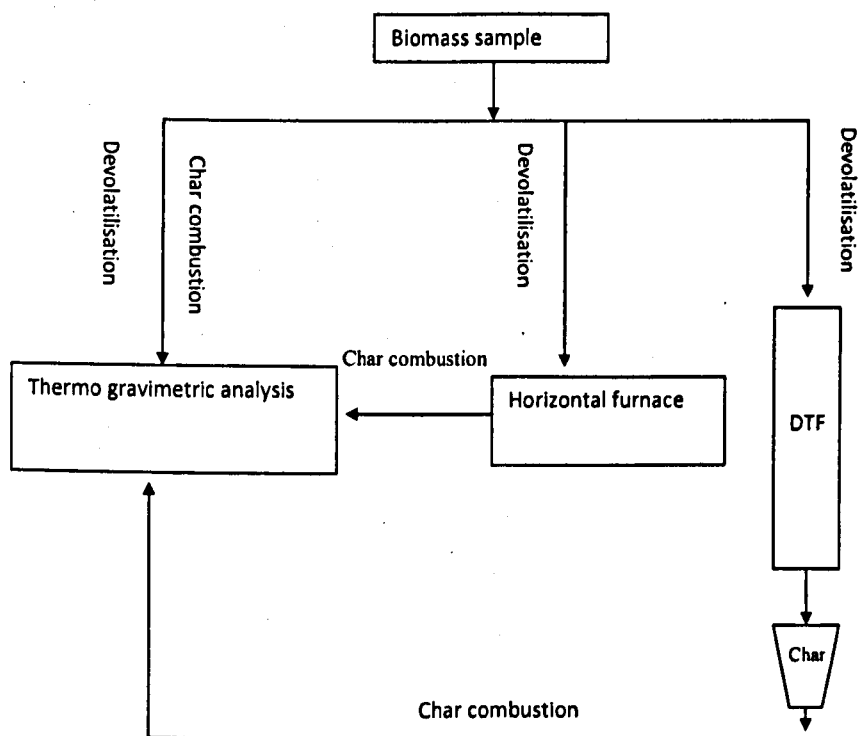 Biomass sample
Devolatilisation
Char combustion
Devolatilisation
Devolatilisation
Char combustion
Thermo gravimetric analysis
Horizontal furnace
DTF
Char
Char combustion